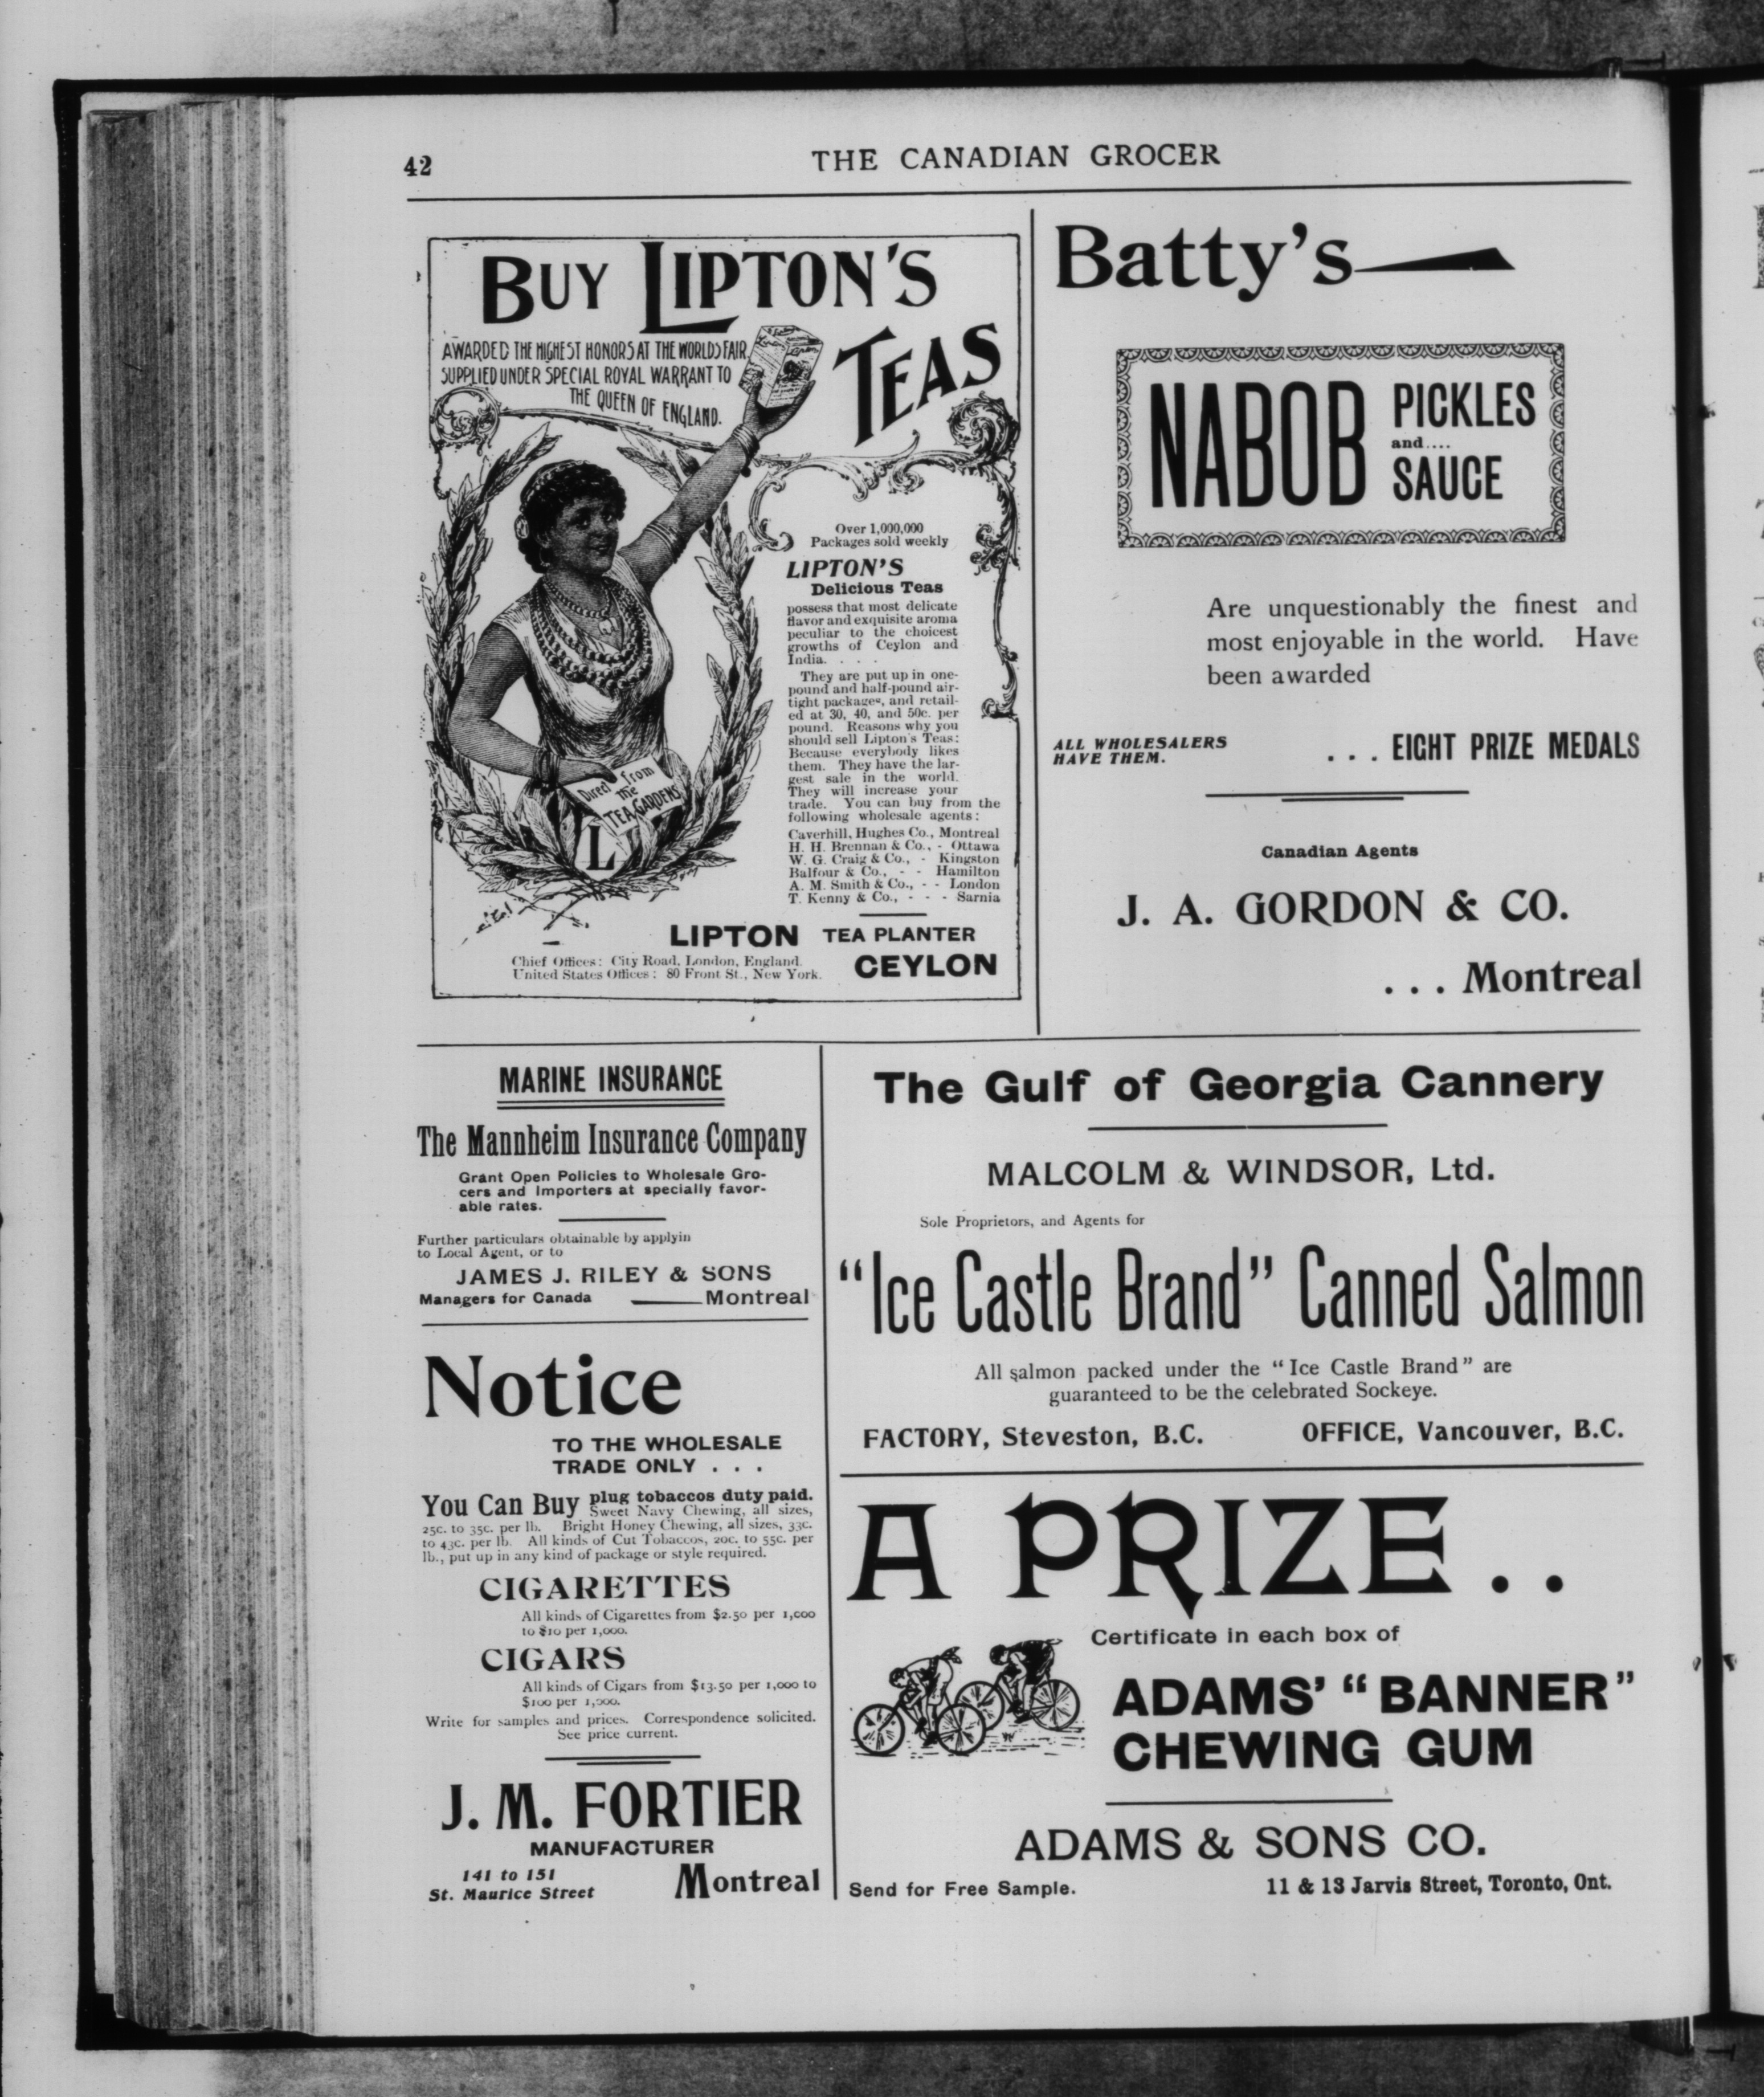 42
THE CANADIAN GROCER
BUY LIPTON'S
TEAS
AWARDED THE HIGHEST HONORS AT THE WORLDS FAIR
SUPPLIED UNDER SPECIAL ROYAL WARRANT TO
THE QUEEN OF ENGLAND.
Over 1,000,000
Packages sold weekly
LIPTON'S
Delicious Teas
possess that most delicate
flavor and exquisite aroma
peculiar to the choicest
growths of Ceylon and
India. . . .
They are put up in one-
pound and half-pound air-
tight packages, and retail-
ed at 30, 40, and 50c. per
pound. Reasons why you
should sell Lipton's Teas:
Because everybody likes
them. They have the lar-
gest sale in the world.
They will increase your
trade. You can buy from the
following wholesale agents:
Caverhill, Hughes Co., Montreal
H. H. Brennan & Co., - Ottawa
W. G. Craig & Co., - Kingston
Balfour & Co., - - Hamilton
A. M. Smith & Co., - - London
T. Kenny & Co., - - - Sarnia
Direct from
the
TEA GARDENS
L
LIPTON TEA PLANTER
CEYLON
Chief Offices: City Road, London, England.
United States Offices: 80 Front St., New York.
Batty's
NABOB PICKLES
and....
SAUCE
Are unquestionably the finest and
most enjoyable in the world. Have
been awarded
ALL WHOLESALERS
HAVE THEM.
. . . EIGHT PRIZE MEDALS
Canadian Agents
J. A. GORDON & CO.
. . . Montreal
MARINE INSURANCE
The Mannheim Insurance Company
Grant Open Policies to Wholesale Gro-
cers and Importers at specially favor-
able rates.
Further particulars obtainable by applyin
to Local Agent, or to
JAMES J. RILEY & SONS
Managers for Canada Montreal
Notice
TO THE WHOLESALE
TRADE ONLY . . .
You Can Buy plug tobaccos duty paid.
Sweet Navy Chewing, all sizes,
25c. to 35c. per lb. Bright Honey Chewing, all sizes, 33c.
to 43c. per lb. All kinds of Cut Tobaccos, 20c. to 55c. per
lb., put up in any kind of package or style required.
CIGARETTES
All kinds of Cigarettes from $2.50 per 1,000
to $10 per 1,000.
CIGARS
All kinds of Cigars from $13.50 per 1,000 to
$100 per 1,000.
Write for samples and prices. Correspondence solicited.
See price current.
J. M. FORTIER
MANUFACTURER
141 to 151
St. Maurice Street
Montreal
The Gulf of Georgia Cannery
MALCOLM & WINDSOR, Ltd.
Sole Proprietors, and Agents for
"Ice Castle Brand" Canned Salmon
All salmon packed under the "Ice Castle Brand" are
guaranteed to be the celebrated Sockeye.
FACTORY, Steveston, B.C. OFFICE, Vancouver, B.C.
A PRIZE . .
Certificate in each box of
ADAMS' "BANNER"
CHEWING GUM
ADAMS & SONS CO.
Send for Free Sample. 11 & 13 Jarvis Street, Toronto, Ont.